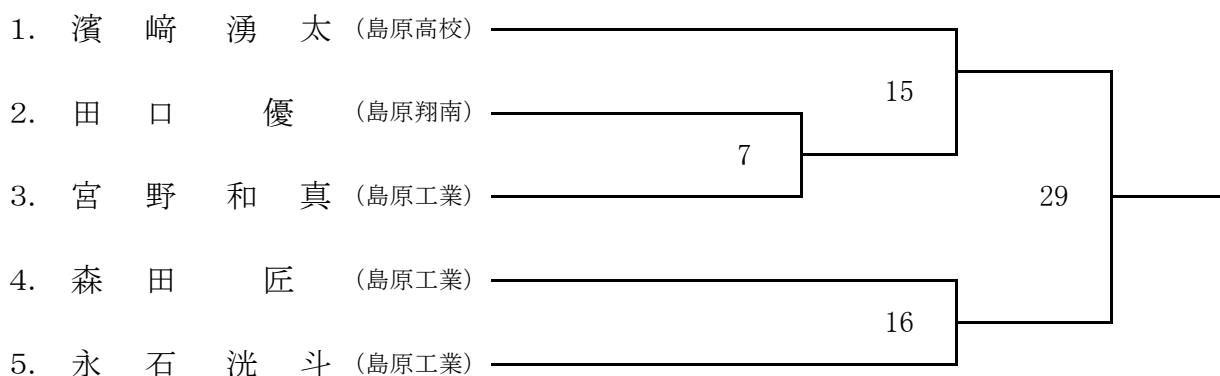 1. 濱﨑湧太 (島原高校)
15
2. 田口優 (島原翔南)
7
3. 宮野和真 (島原工業)
29
4. 森田匠 (島原工業)
16
5. 永石洸斗 (島原工業)